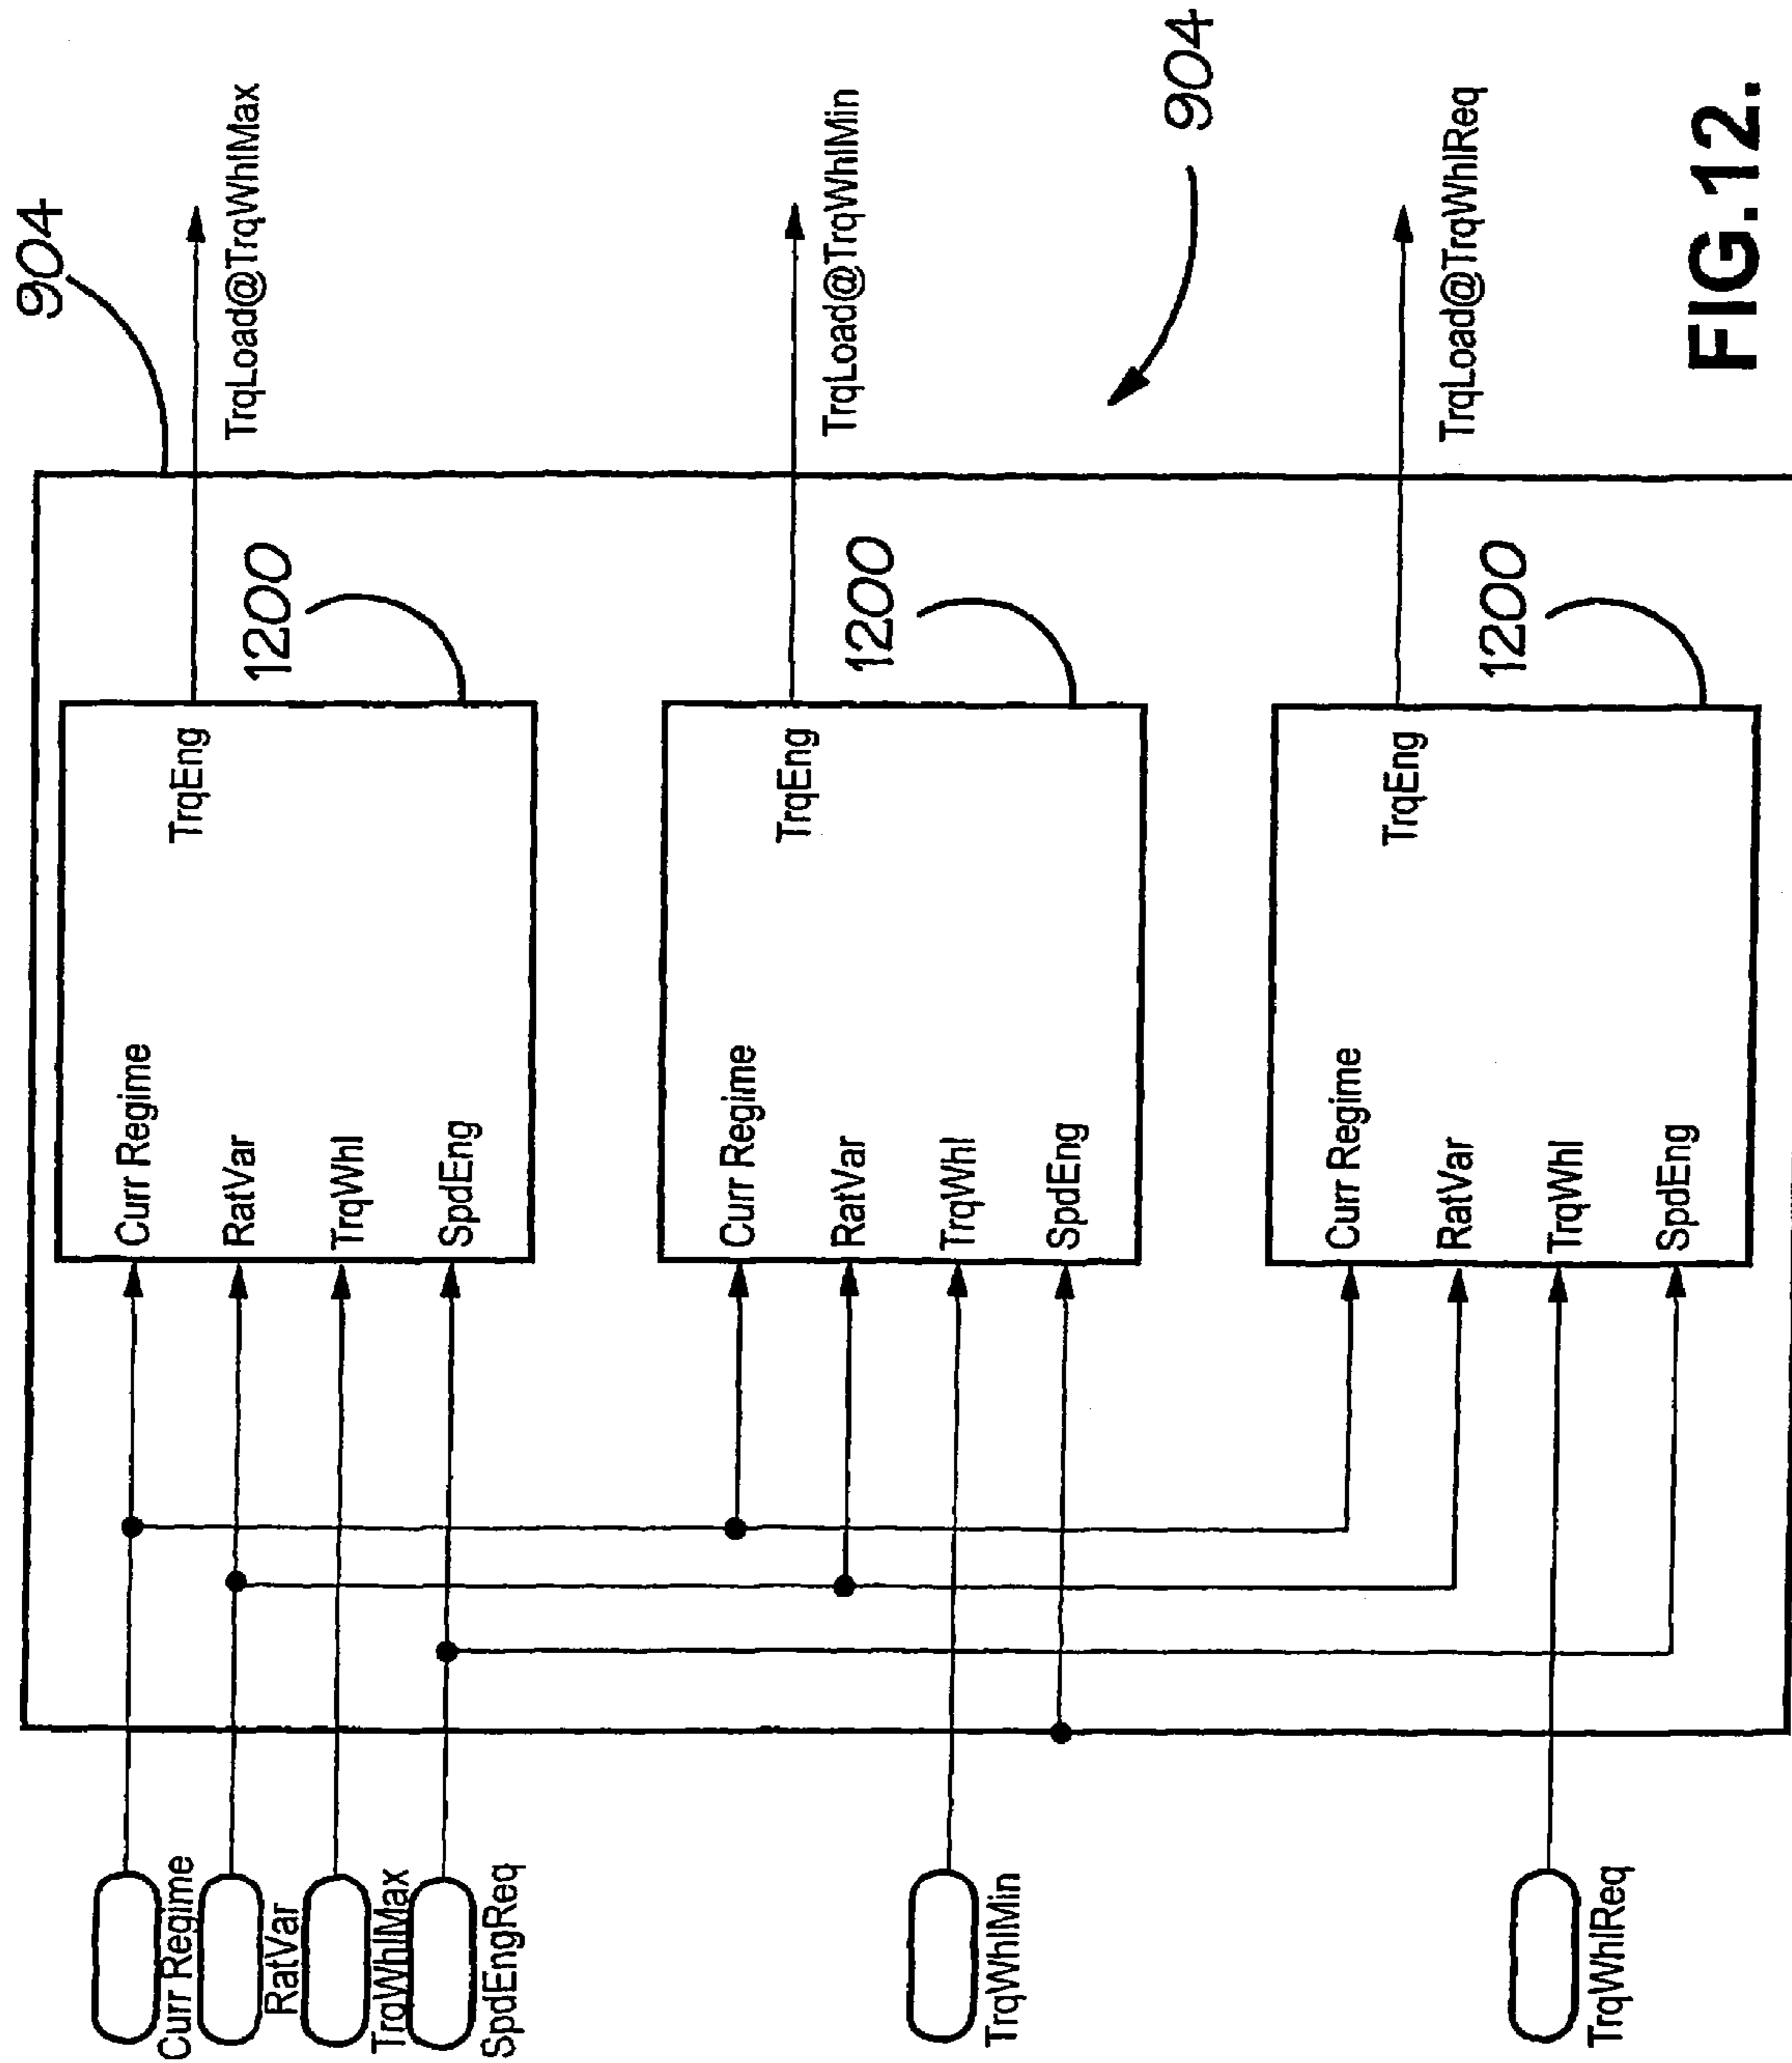 904
Curr Regime
RatVar
TrqWhlMax
SpdEngReq
TrqWhlMin
TrqWhlReq
Curr Regime
RatVar
TrqWhl
SpdEng
TrqEng
1200
TrqLoad@TrqWhlMax
Curr Regime
RatVar
TrqWhl
SpdEng
TrqEng
1200
TrqLoad@TrqWhlMin
904
Curr Regime
RatVar
TrqWhl
SpdEng
TrqEng
1200
TrqLoad@TrqWhlReq
FIG.12.